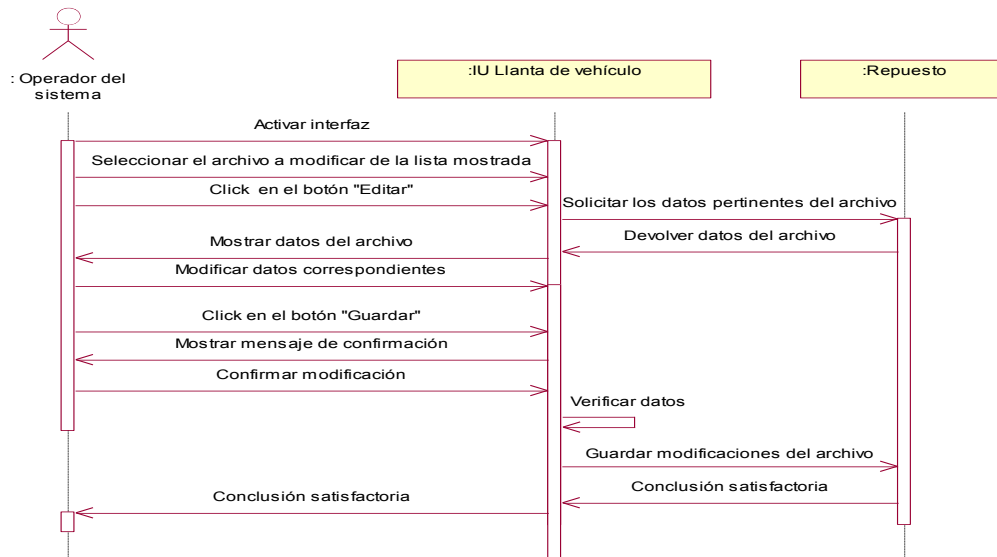 : Operador del
sistema
:IU Llanta de vehículo
:Repuesto
Activar interfaz
Seleccionar el archivo a modificar de la lista mostrada
Click en el botón "Editar"
Solicitar los datos pertinentes del archivo
Devolver datos del archivo
Mostrar datos del archivo
Modificar datos correspondientes
Click en el botón "Guardar"
Mostrar mensaje de confirmación
Confirmar modificación
Verificar datos
Guardar modificaciones del archivo
Conclusión satisfactoria
Conclusión satisfactoria